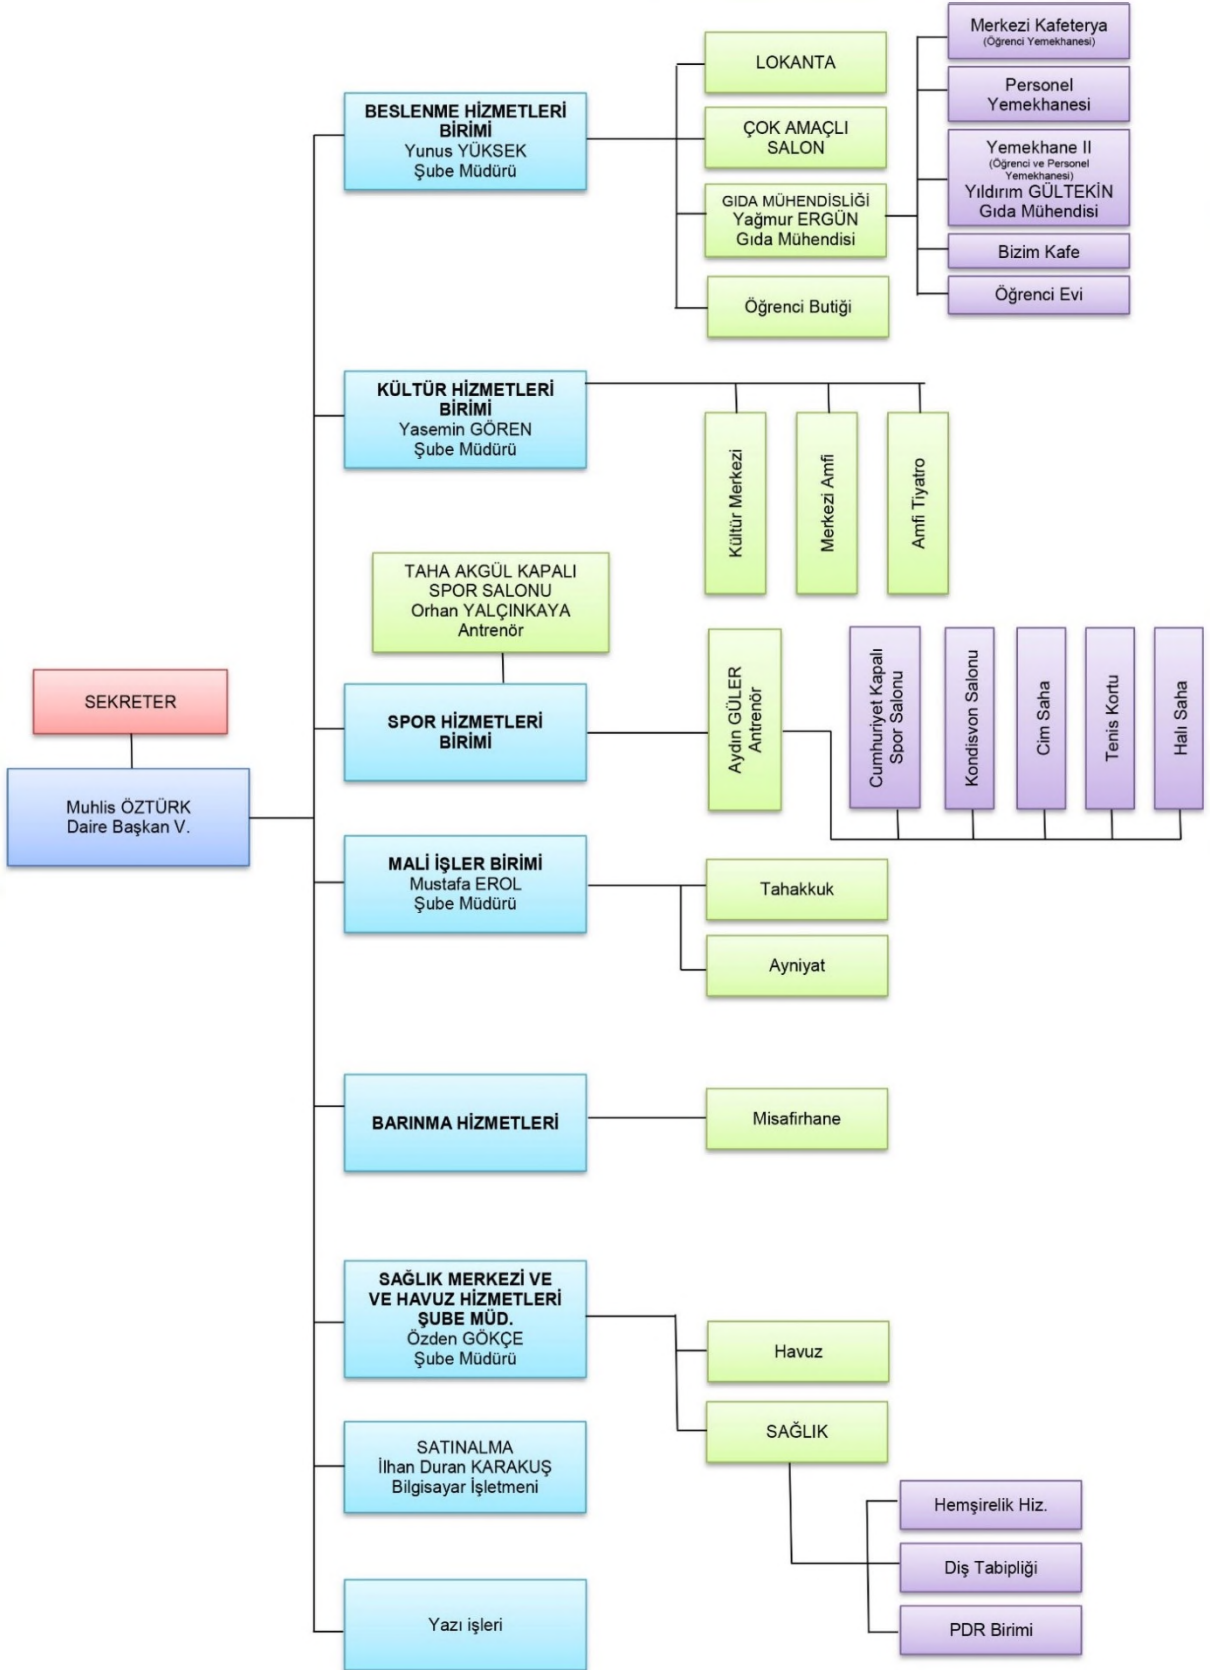 SEKRETER
Muhlis ÖZTÜRK
Daire Başkan V.
BESLENME HİZMETLERİ
BİRİMİ
Yunus YÜKSEK
Şube Müdürü
LOKANTA
ÇOK AMAÇLI
SALON
GIDA MÜHENDİSLİĞİ
Yağmur ERGÜN
Gıda Mühendisi
Öğrenci Butiği
Merkezi Kafeterya
(Öğrenci Yemekhanesi)
Personel
Yemekhanesi
Yemekhane II
(Öğrenci ve Personel
Yemekhanesi)
Yıldırım GÜLTEKİN
Gıda Mühendisi
Bizim Kafe
Öğrenci Evi
KÜLTÜR HİZMETLERİ
BİRİMİ
Yasemin GÖREN
Şube Müdürü
Kültür Merkezi
Merkezi Amfi
Amfi Tiyatro
TAHA AKGÜL KAPALI
SPOR SALONU
Orhan YALÇINKAYA
Antrenör
SPOR HİZMETLERİ
BİRİMİ
Aydın GÜLER
Antrenör
Cumhuriyet Kapalı
Spor Salonu
Kondisvon Salonu
Cim Saha
Tenis Kortu
Halı Saha
MALİ İŞLER BİRİMİ
Mustafa EROL
Şube Müdürü
Tahakkuk
Ayniyat
BARINMA HİZMETLERİ
Misafirhane
SAĞLIK MERKEZİ VE
VE HAVUZ HİZMETLERİ
ŞUBE MÜD.
Özden GÖKÇE
Şube Müdürü
Havuz
SAĞLIK
Hemşirelik Hiz.
Diş Tabipliği
PDR Birimi
SATINALMA
İlhan Duran KARAKUŞ
Bilgisayar İşletmeni
Yazı işleri